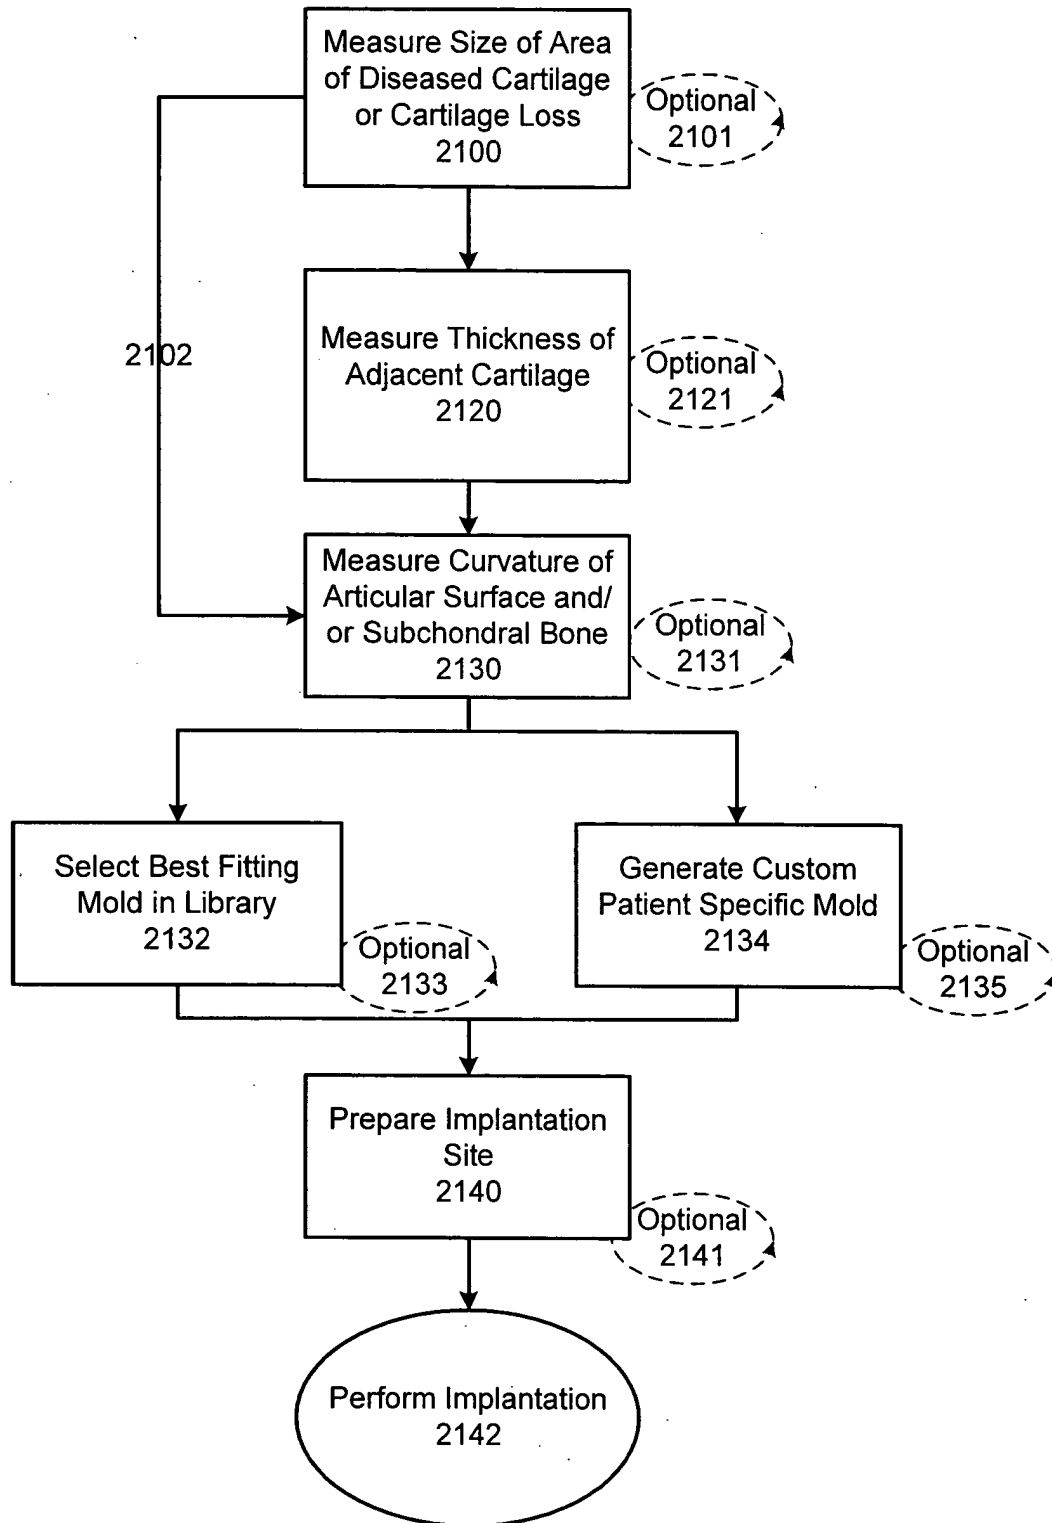 Measure Size of Area
of Diseased Cartilage
or Cartilage Loss
2100
Optional
2101
2102
Measure Thickness of
Adjacent Cartilage
2120
Optional
2121
Measure Curvature of
Articular Surface and/
or Subchondral Bone
2130
Optional
2131
Select Best Fitting
Mold in Library
2132
Optional
2133
Generate Custom
Patient Specific Mold
2134
Optional
2135
Prepare Implantation
Site
2140
Optional
2141
Perform Implantation
2142